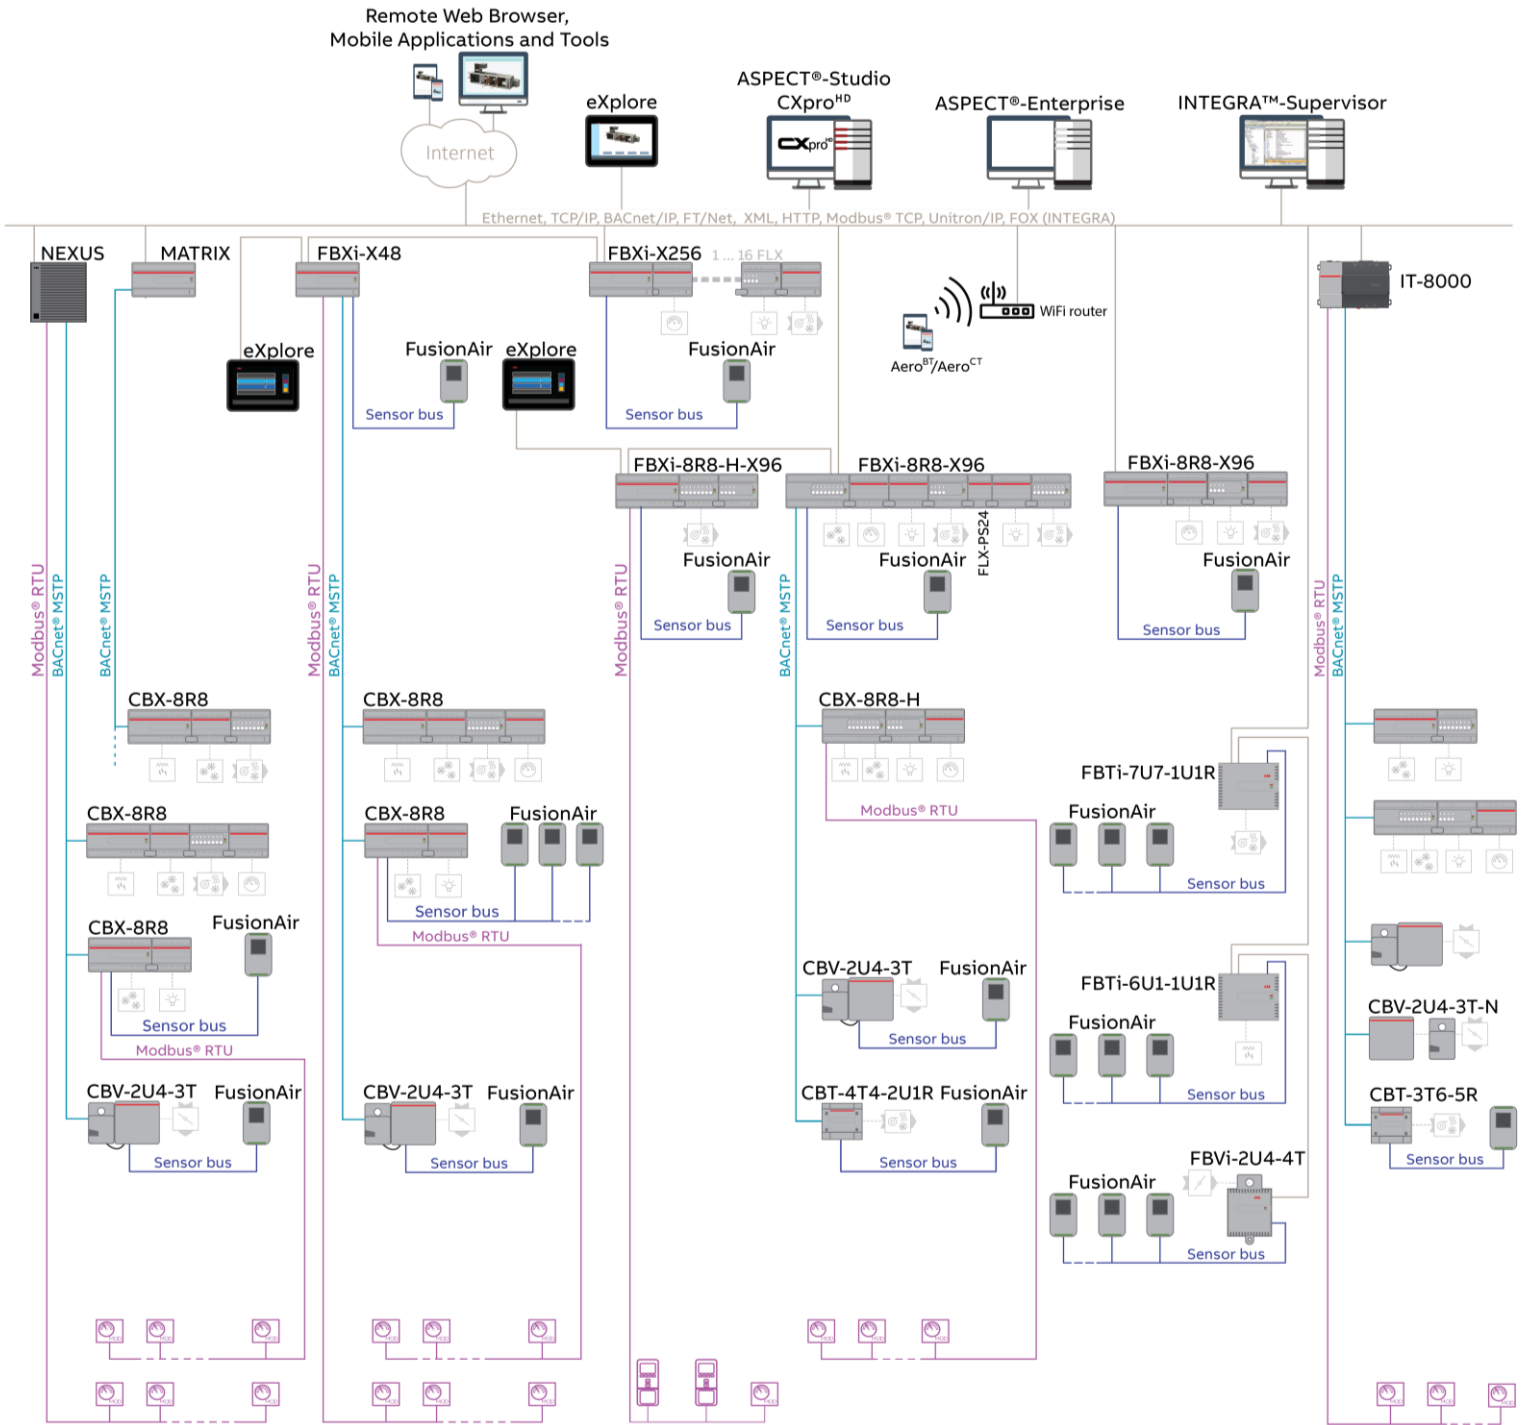 Remote Web Browser,
Mobile Applications and Tools
Internet
eXplore
ASPECT®-Studio
CXproᴴᴰ
CXproᴴᴰ
ASPECT®-Enterprise
INTEGRA™-Supervisor
Ethernet, TCP/IP, BACnet/IP, FT/Net, XML, HTTP, Modbus® TCP, Unitron/IP, FOX (INTEGRA)
NEXUS
MATRIX
FBXi-X48
FBXi-X256
1 ... 16 FLX
IT-8000
WiFi router
Aeroᴮᵀ/Aeroᶜᵀ
eXplore
FusionAir
Sensor bus
eXplore
FusionAir
Sensor bus
FBXi-8R8-H-X96
FBXi-8R8-X96
FBXi-8R8-X96
FLX-PS24
FusionAir
Sensor bus
FusionAir
Sensor bus
FusionAir
Sensor bus
Modbus® RTU
BACnet® MSTP
BACnet® MSTP
Modbus® RTU
BACnet® MSTP
Modbus® RTU
BACnet® MSTP
Modbus® RTU
BACnet® MSTP
CBX-8R8
CBX-8R8
CBX-8R8-H
CBX-8R8
CBX-8R8
FusionAir
Sensor bus
Modbus® RTU
Modbus® RTU
FBTi-7U7-1U1R
FusionAir
Sensor bus
CBX-8R8
FusionAir
Sensor bus
Modbus® RTU
CBV-2U4-3T
FusionAir
Sensor bus
FBTi-6U1-1U1R
FusionAir
Sensor bus
CBV-2U4-3T-N
CBV-2U4-3T
FusionAir
Sensor bus
CBV-2U4-3T
FusionAir
Sensor bus
CBT-4T4-2U1R
FusionAir
Sensor bus
CBT-3T6-5R
Sensor bus
FBVi-2U4-4T
FusionAir
Sensor bus